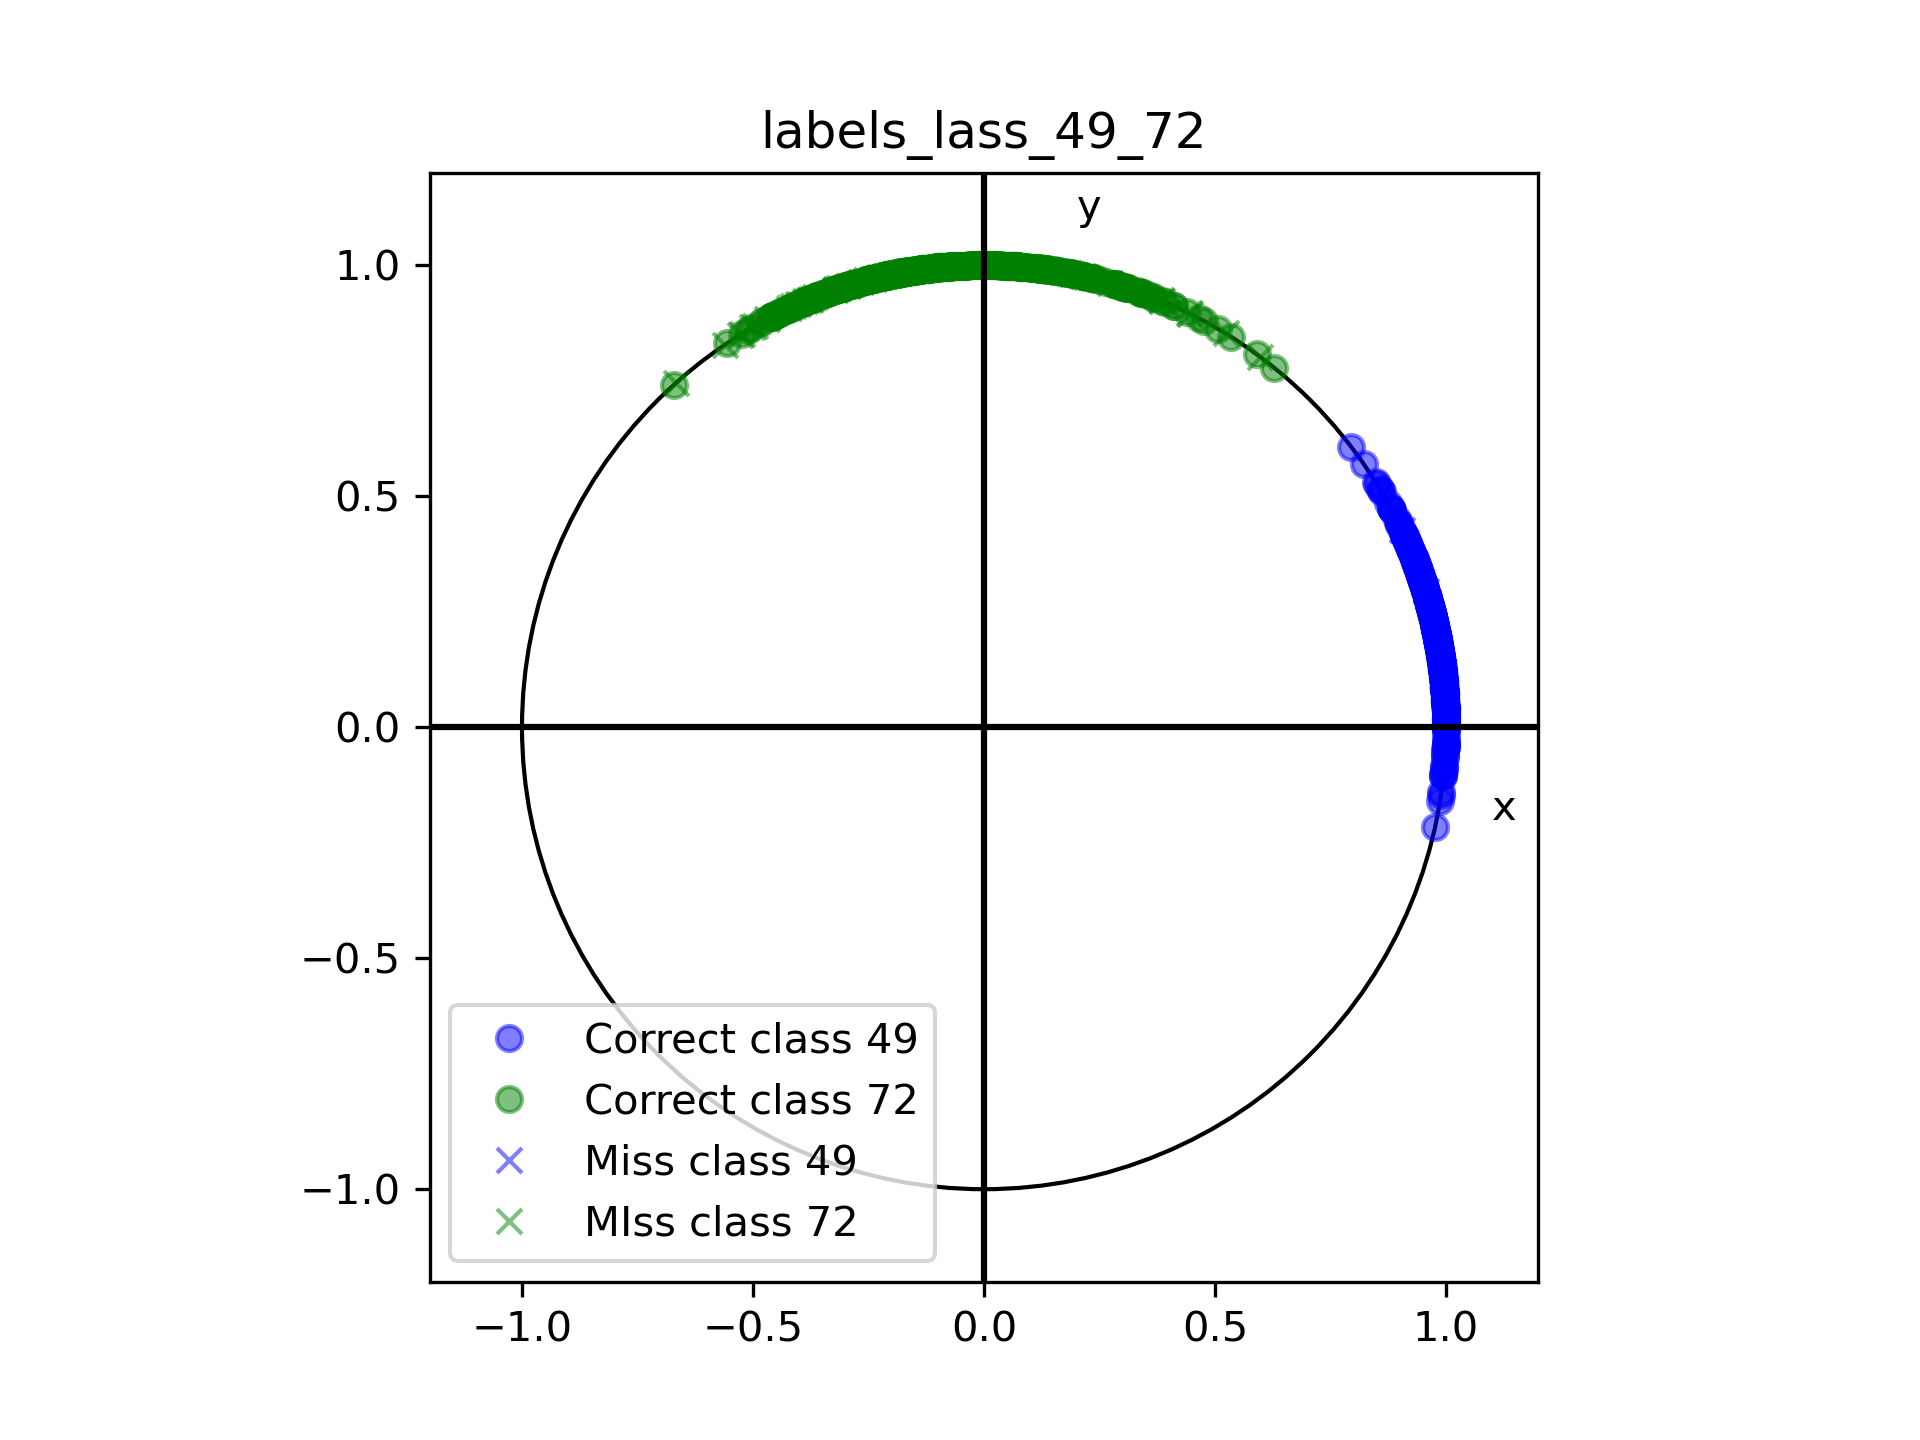 labels_lass_49_72
y
1.0
0.5
0.0
x
−0.5
−1.0
Correct class 49
Correct class 72
Miss class 49
MIss class 72
−1.0 −0.5 0.0 0.5 1.0